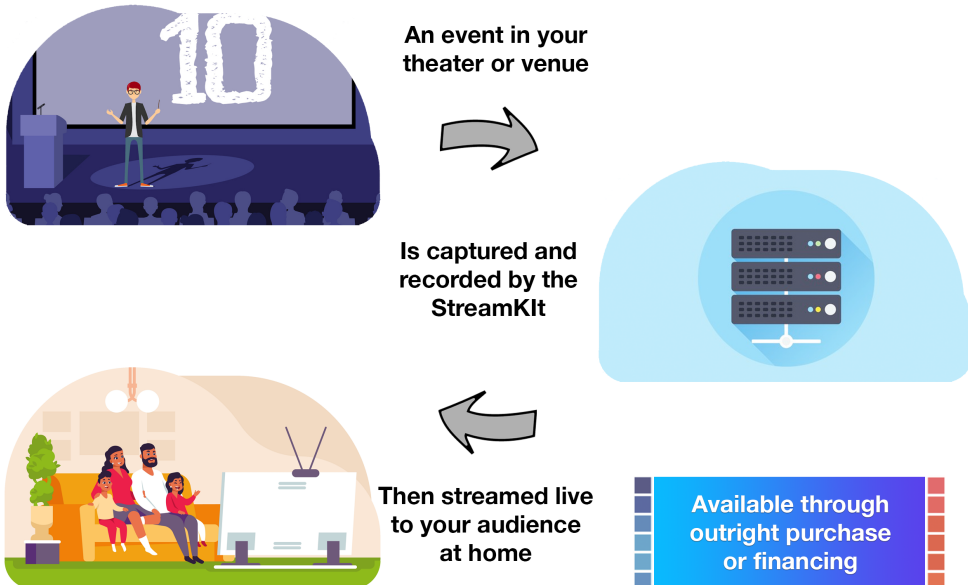 10
An event in your
theater or venue
Is captured and
recorded by the
StreamKIt
Then streamed live
to your audience
at home
Available through
outright purchase
or financing